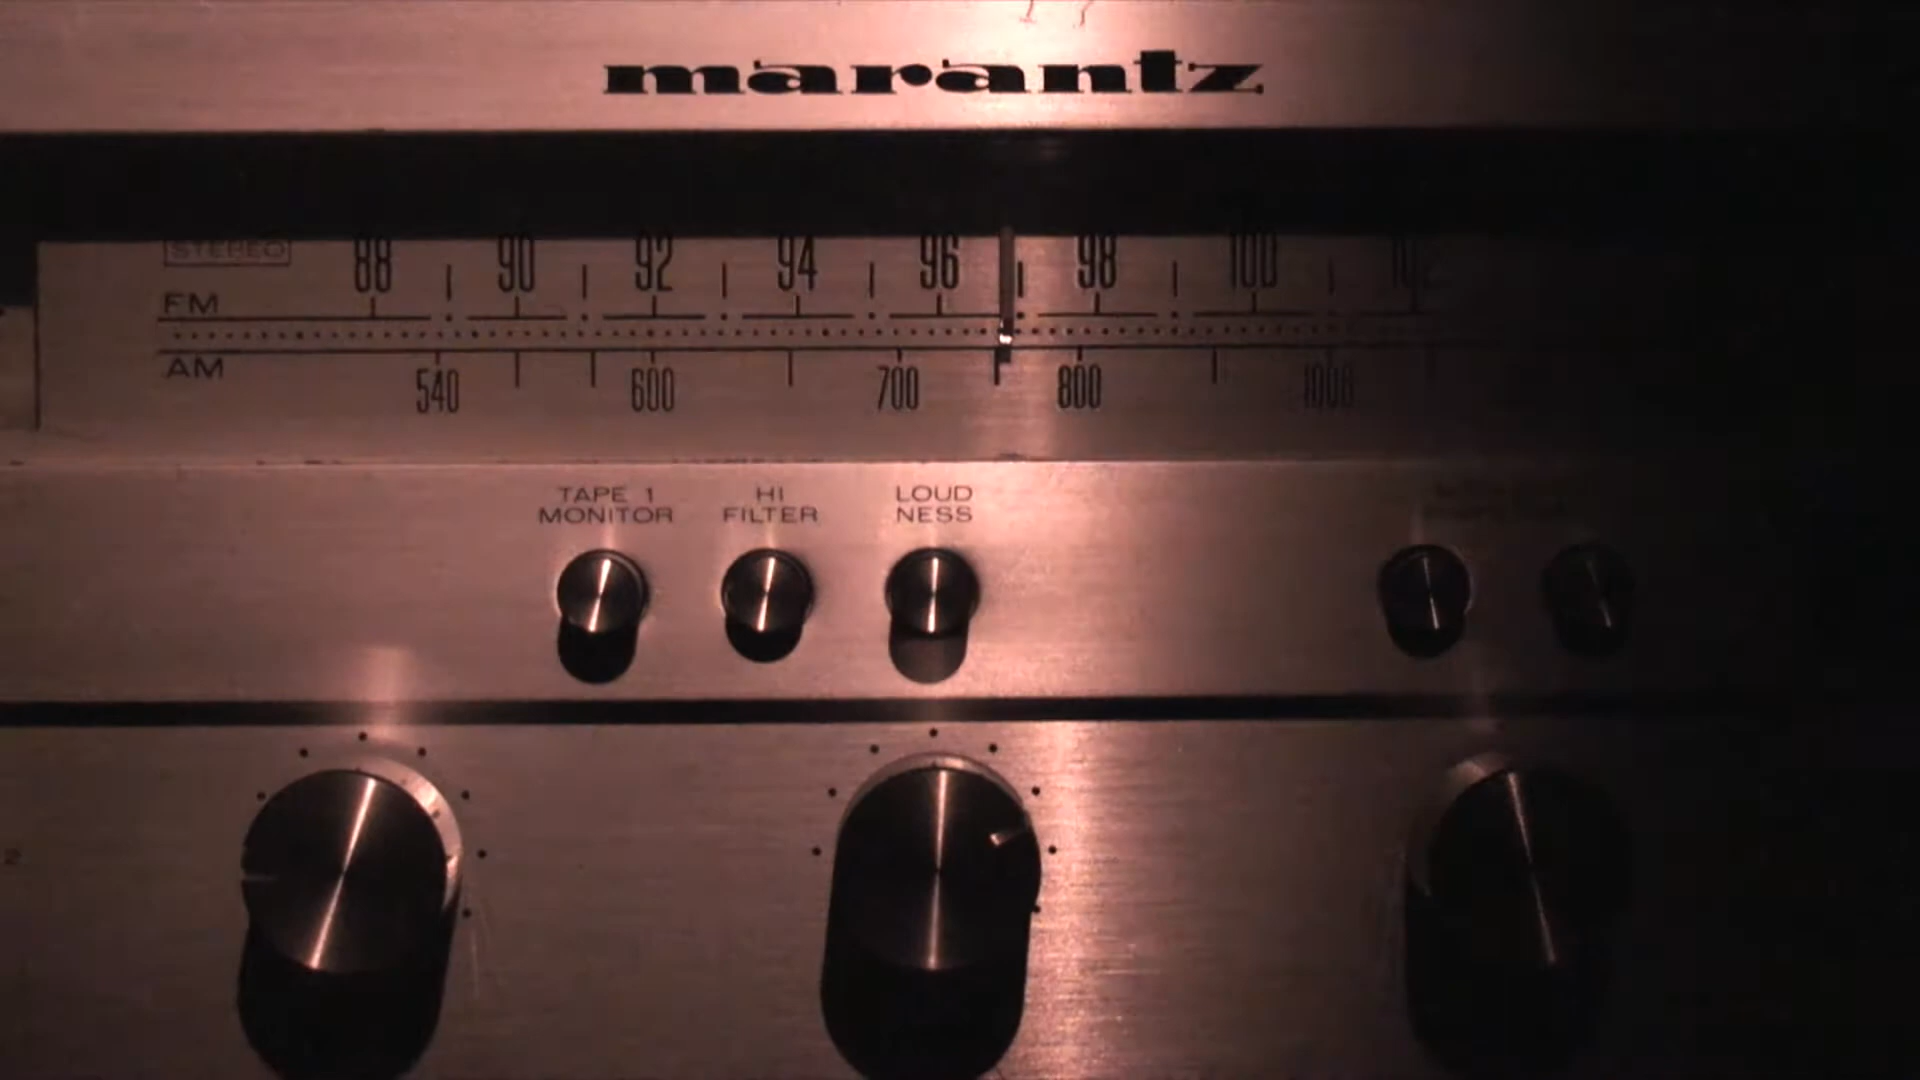 marantz
STEREO
88 90 92 94 96 98 100
FM
AM
540 600 700 800 1000
TAPE 1
MONITOR
HI
FILTER
LOUD
NESS
2